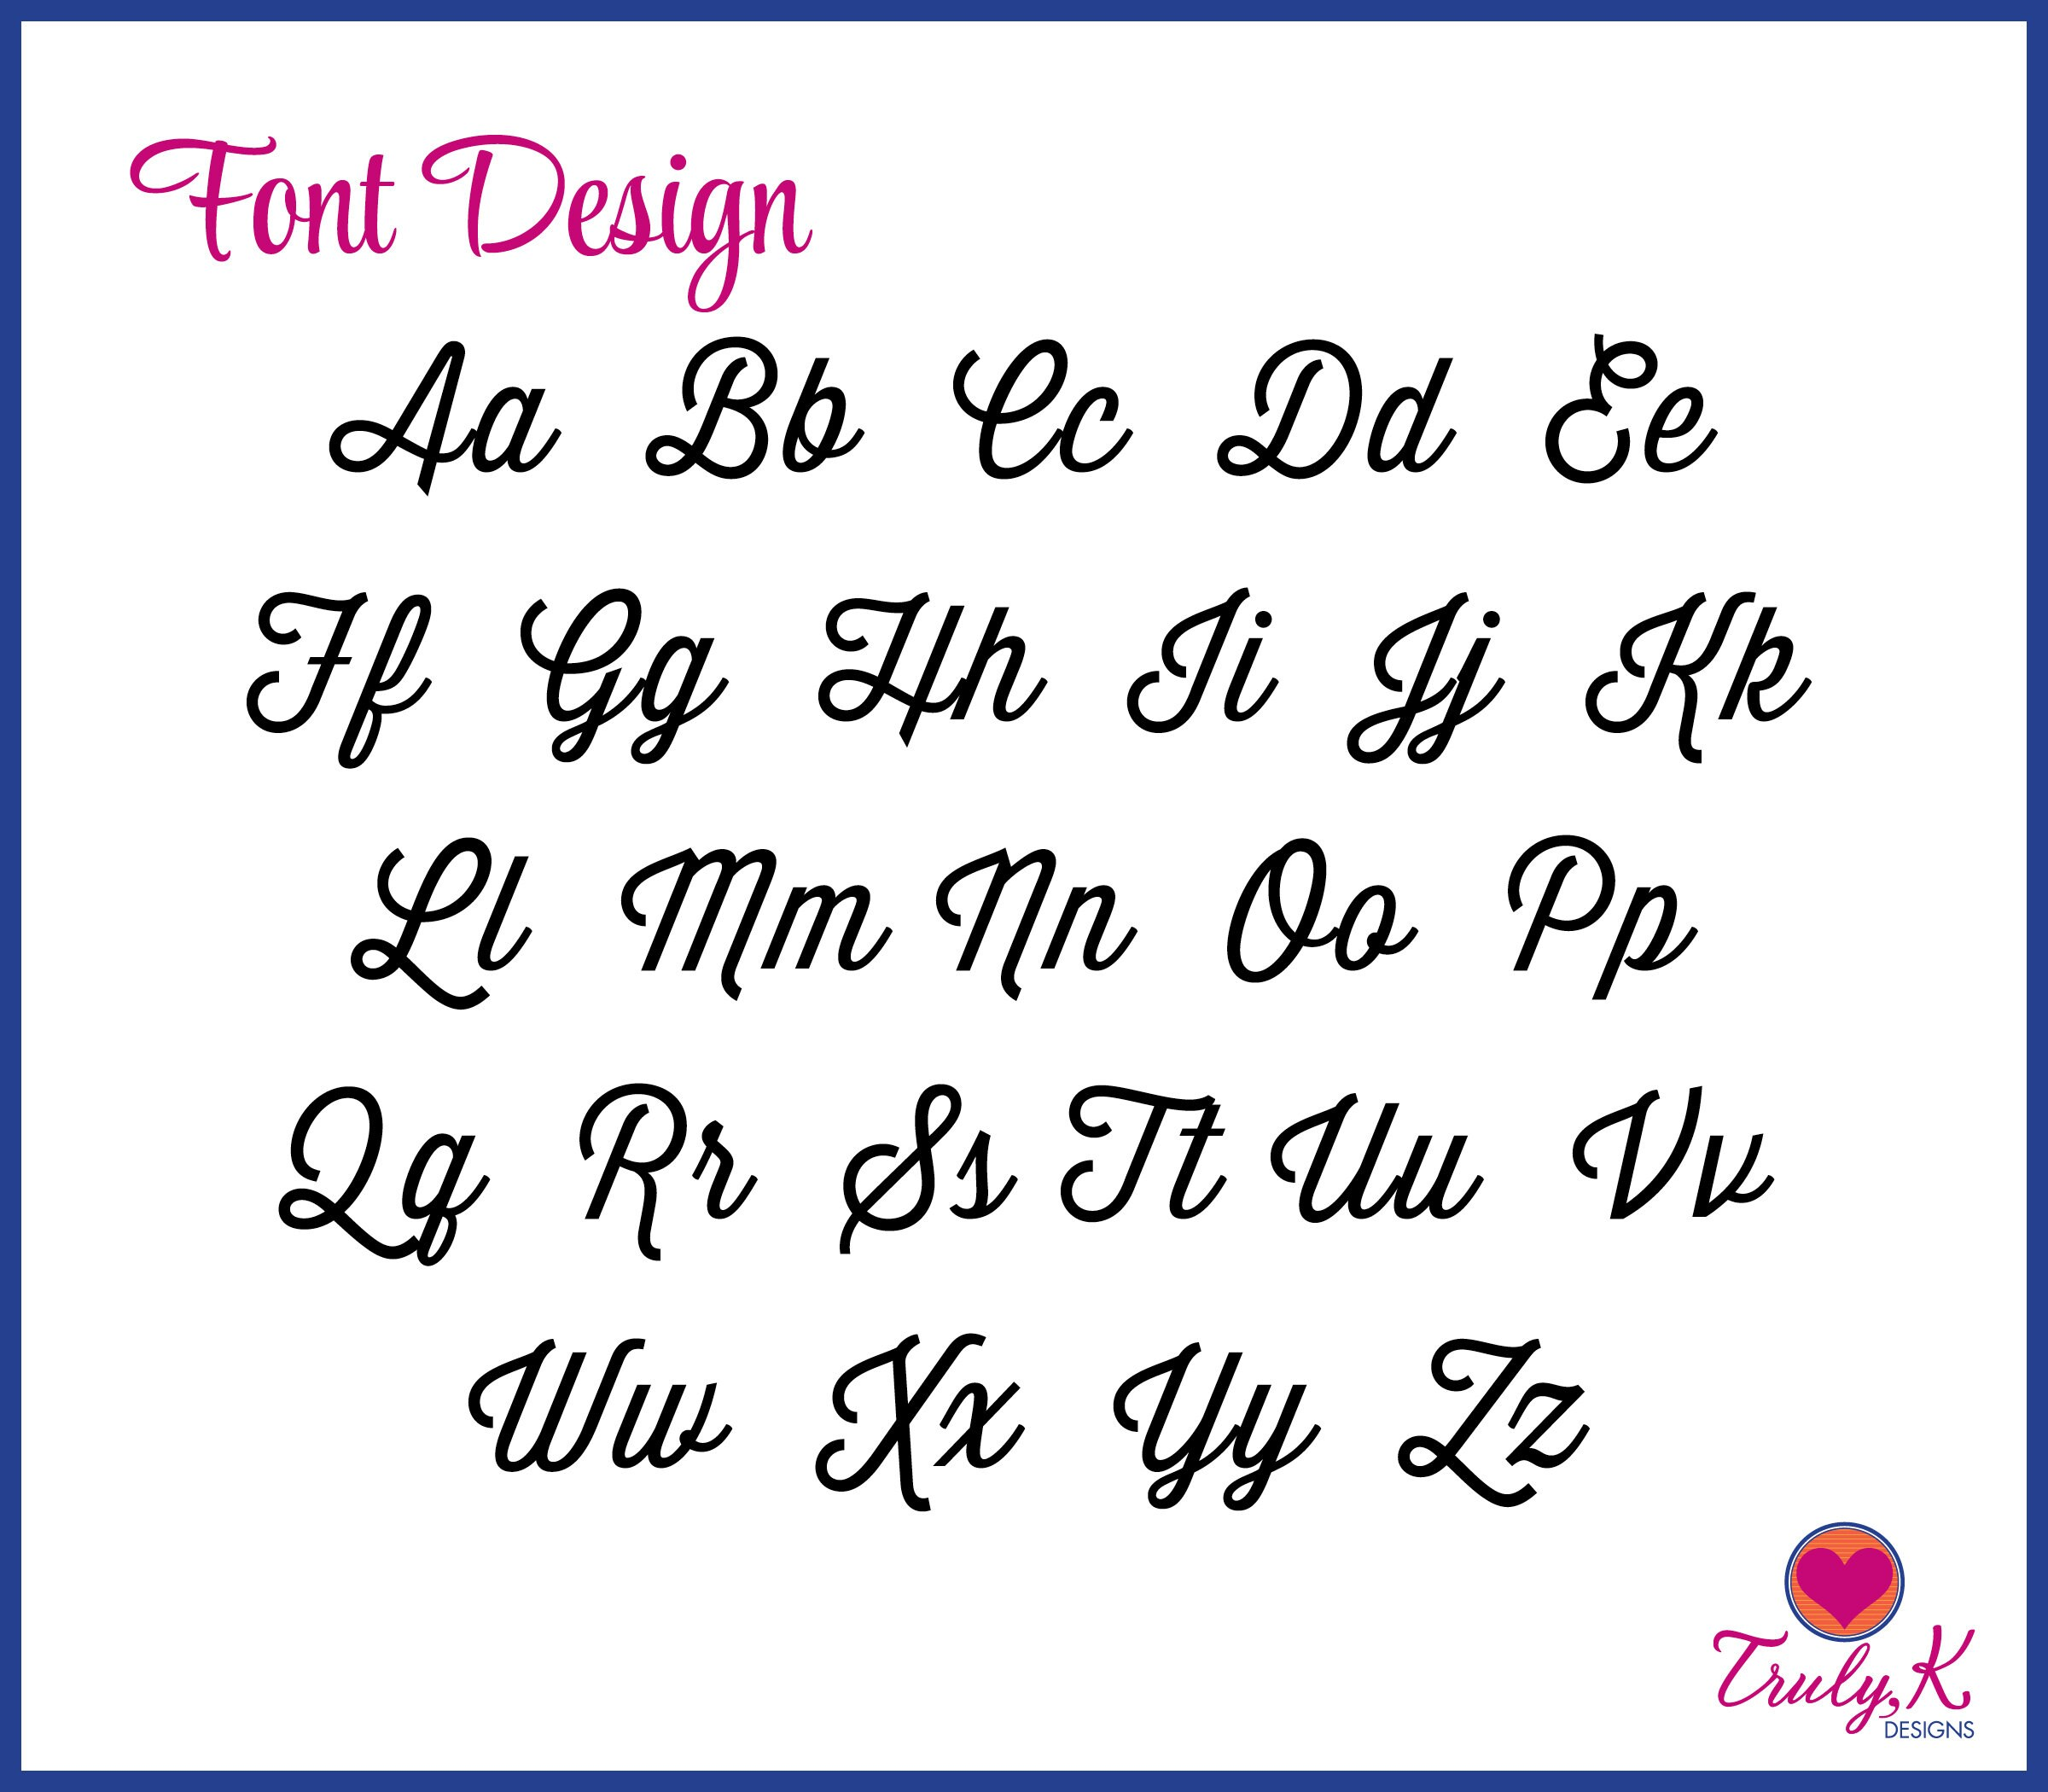 Font Design
Aa Bb Cc Dd Ee
Ff Gg Hh Ii Jj Kk
Ll Mm Nn Oo Pp
Qq Rr Ss Tt Uu Vv
Ww Xx Yy Zz
Truly, K
DESIGNS